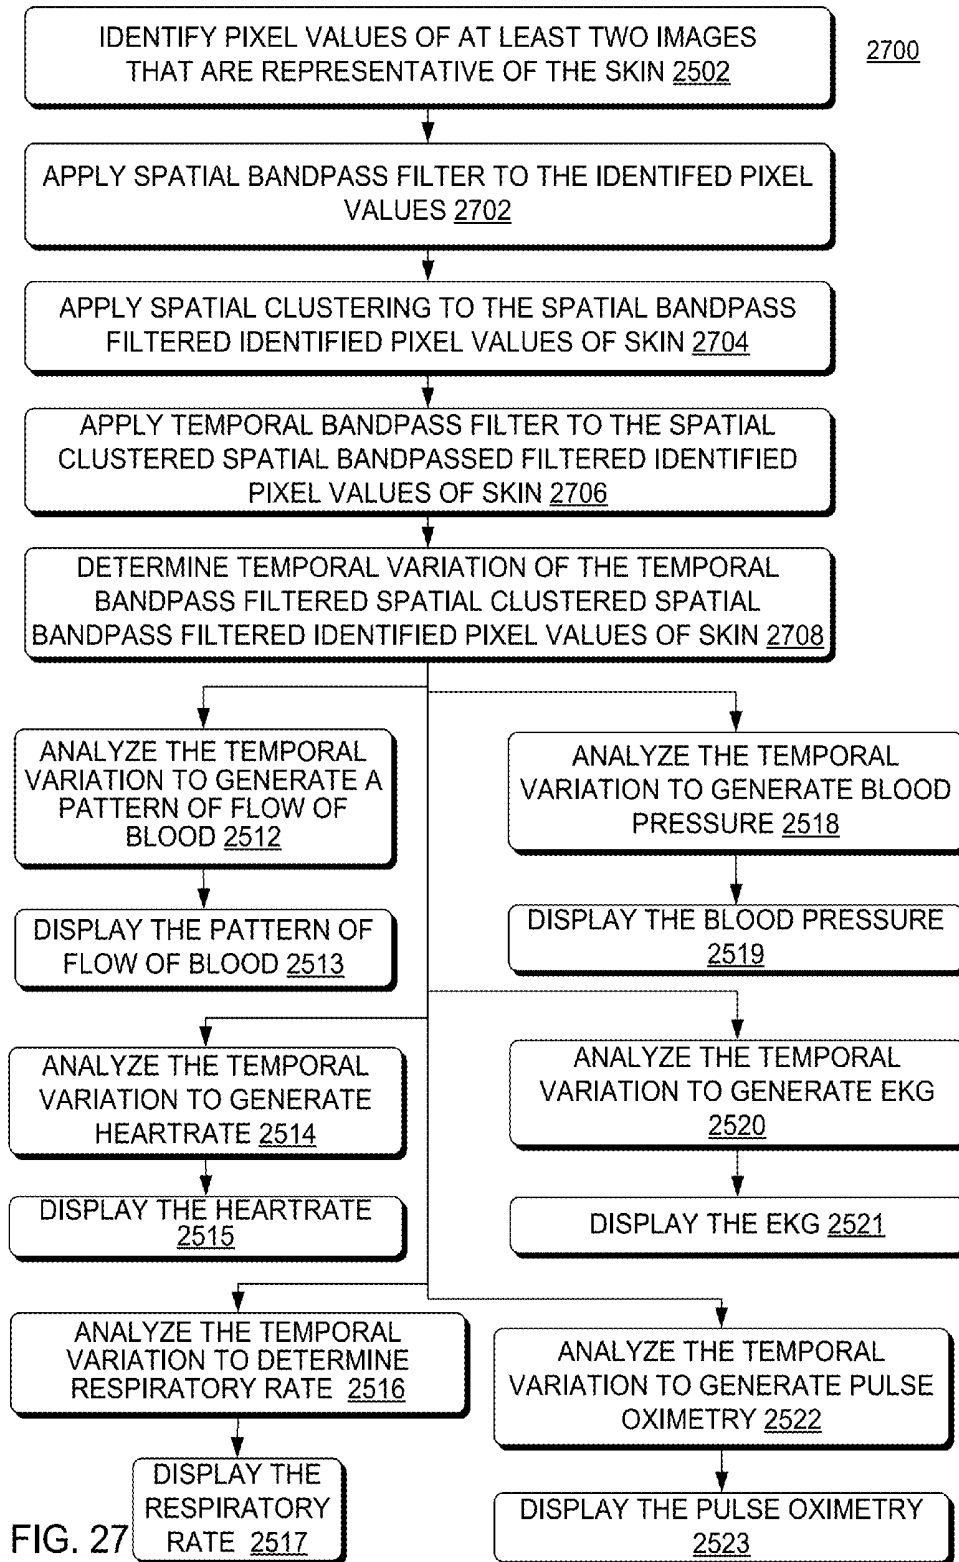 IDENTIFY PIXEL VALUES OF AT LEAST TWO IMAGES
THAT ARE REPRESENTATIVE OF THE SKIN 2502
2700
APPLY SPATIAL BANDPASS FILTER TO THE IDENTIFED PIXEL
VALUES 2702
APPLY SPATIAL CLUSTERING TO THE SPATIAL BANDPASS
FILTERED IDENTIFIED PIXEL VALUES OF SKIN 2704
APPLY TEMPORAL BANDPASS FILTER TO THE SPATIAL
CLUSTERED SPATIAL BANDPASSED FILTERED IDENTIFIED
PIXEL VALUES OF SKIN 2706
DETERMINE TEMPORAL VARIATION OF THE TEMPORAL
BANDPASS FILTERED SPATIAL CLUSTERED SPATIAL
BANDPASS FILTERED IDENTIFIED PIXEL VALUES OF SKIN 2708
ANALYZE THE TEMPORAL
VARIATION TO GENERATE A
PATTERN OF FLOW OF
BLOOD 2512
DISPLAY THE PATTERN OF
FLOW OF BLOOD 2513
ANALYZE THE TEMPORAL
VARIATION TO GENERATE BLOOD
PRESSURE 2518
DISPLAY THE BLOOD PRESSURE
2519
ANALYZE THE TEMPORAL
VARIATION TO GENERATE
HEARTRATE 2514
DISPLAY THE HEARTRATE
2515
ANALYZE THE TEMPORAL
VARIATION TO GENERATE EKG
2520
DISPLAY THE EKG 2521
ANALYZE THE TEMPORAL
VARIATION TO DETERMINE
RESPIRATORY RATE 2516
DISPLAY THE
RESPIRATORY
RATE 2517
ANALYZE THE TEMPORAL
VARIATION TO GENERATE PULSE
OXIMETRY 2522
DISPLAY THE PULSE OXIMETRY
2523
FIG. 27